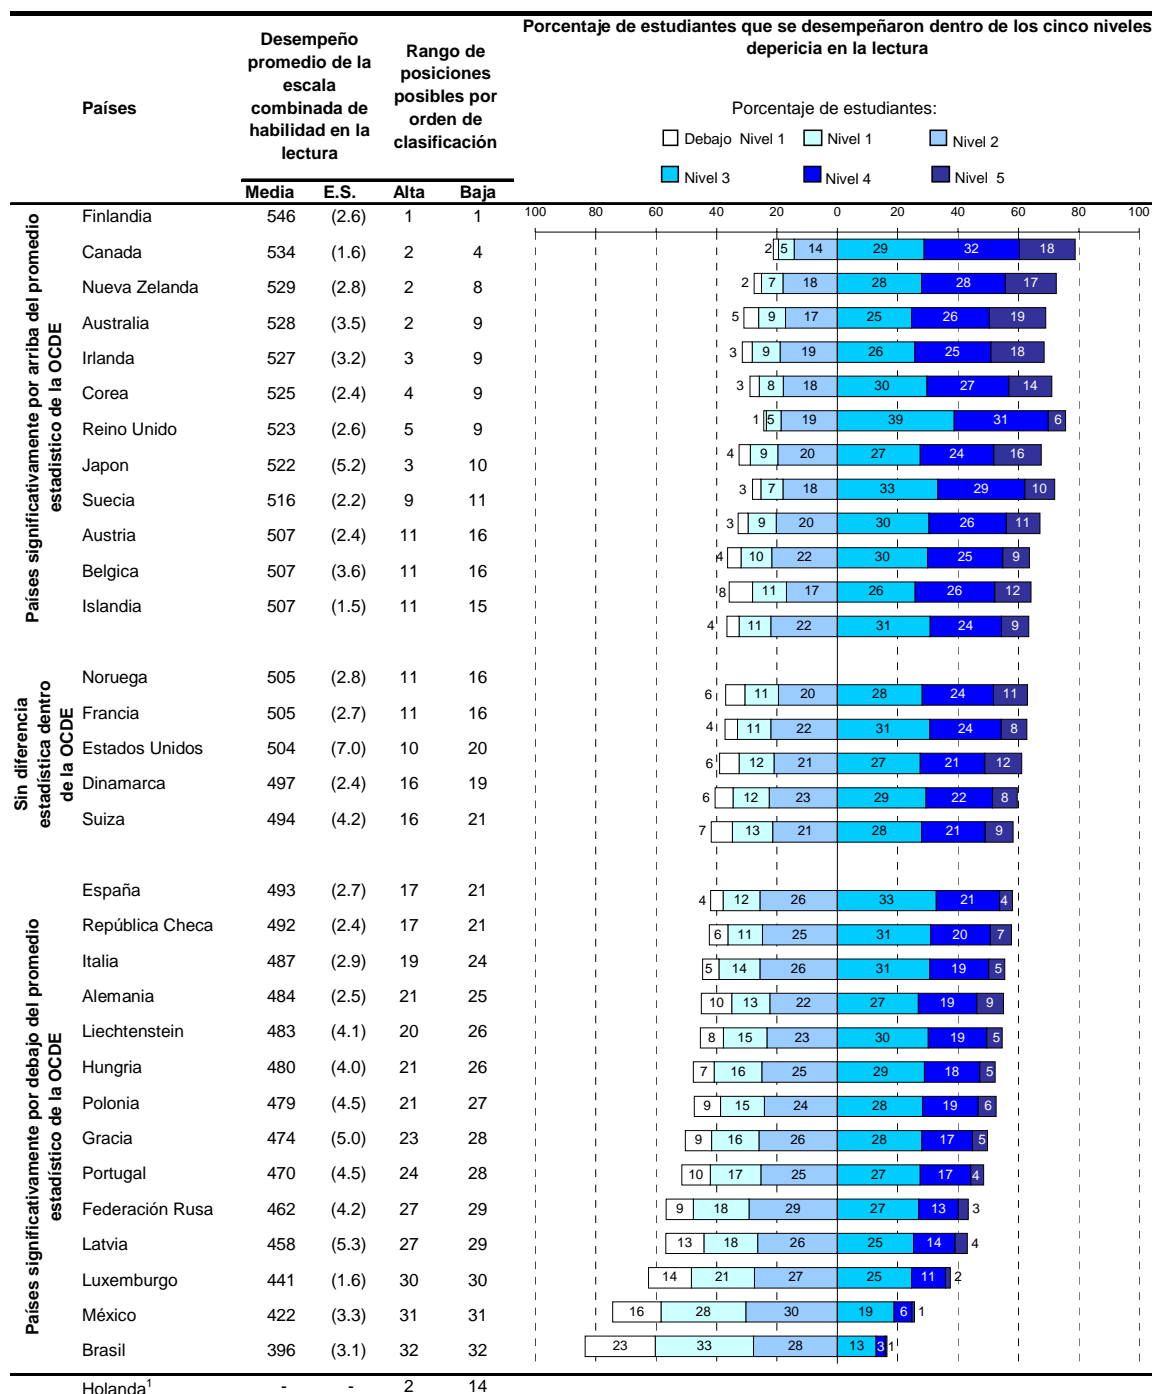 Países
Desempeño
promedio de la
escala
combinada de
habilidad en la
lectura
Rango de
posiciones
posibles por
orden de
clasificación
Porcentaje de estudiantes que se desempeñaron dentro de los cinco niveles
depericia en la lectura
Porcentaje de estudiantes:
Debajo Nivel 1 Nivel 1 Nivel 2
Nivel 3 Nivel 4 Nivel 5
Media E.S. Alta Baja
100 80 60 40 20 0 20 40 60 80 100
Países significativamente por arriba del promedio
estadístico de la OCDE
Finlandia 546 (2.6) 1 1
Canada 534 (1.6) 2 4 2 5 14 29 32 18
Nueva Zelanda 529 (2.8) 2 8 2 7 18 28 28 17
Australia 528 (3.5) 2 9 5 9 17 25 26 19
Irlanda 527 (3.2) 3 9 3 9 19 26 25 18
Corea 525 (2.4) 4 9 3 8 18 30 27 14
Reino Unido 523 (2.6) 5 9 1 5 19 39 31 6
Japon 522 (5.2) 3 10 4 9 20 27 24 16
Suecia 516 (2.2) 9 11 3 7 18 33 29 10
Austria 507 (2.4) 11 16 3 9 20 30 26 11
Belgica 507 (3.6) 11 16 4 10 22 30 25 9
Islandia 507 (1.5) 11 15 8 11 17 26 26 12
4 11 22 31 24 9
Sin diferencia
estadística dentro
de la OCDE
Noruega 505 (2.8) 11 16 6 11 20 28 24 11
Francia 505 (2.7) 11 16 4 11 22 31 24 8
Estados Unidos 504 (7.0) 10 20 6 12 21 27 21 12
Dinamarca 497 (2.4) 16 19 6 12 23 29 22 8
Suiza 494 (4.2) 16 21 7 13 21 28 21 9
Países significativamente por debajo del promedio
estadístico de la OCDE
España 493 (2.7) 17 21 4 12 26 33 21 4
República Checa 492 (2.4) 17 21 6 11 25 31 20 7
Italia 487 (2.9) 19 24 5 14 26 31 19 5
Alemania 484 (2.5) 21 25 10 13 22 27 19 9
Liechtenstein 483 (4.1) 20 26 8 15 23 30 19 5
Hungria 480 (4.0) 21 26 7 16 25 29 18 5
Polonia 479 (4.5) 21 27 9 15 24 28 19 6
Gracia 474 (5.0) 23 28 9 16 26 28 17 5
Portugal 470 (4.5) 24 28 10 17 25 27 17 4
Federación Rusa 462 (4.2) 27 29 9 18 29 27 13 3
Latvia 458 (5.3) 27 29 13 18 26 25 14 4
Luxemburgo 441 (1.6) 30 30 14 21 27 25 11 2
México 422 (3.3) 31 31 16 28 30 19 6 1
Brasil 396 (3.1) 32 32 23 33 28 13 3 1
Holanda¹ - - 2 14